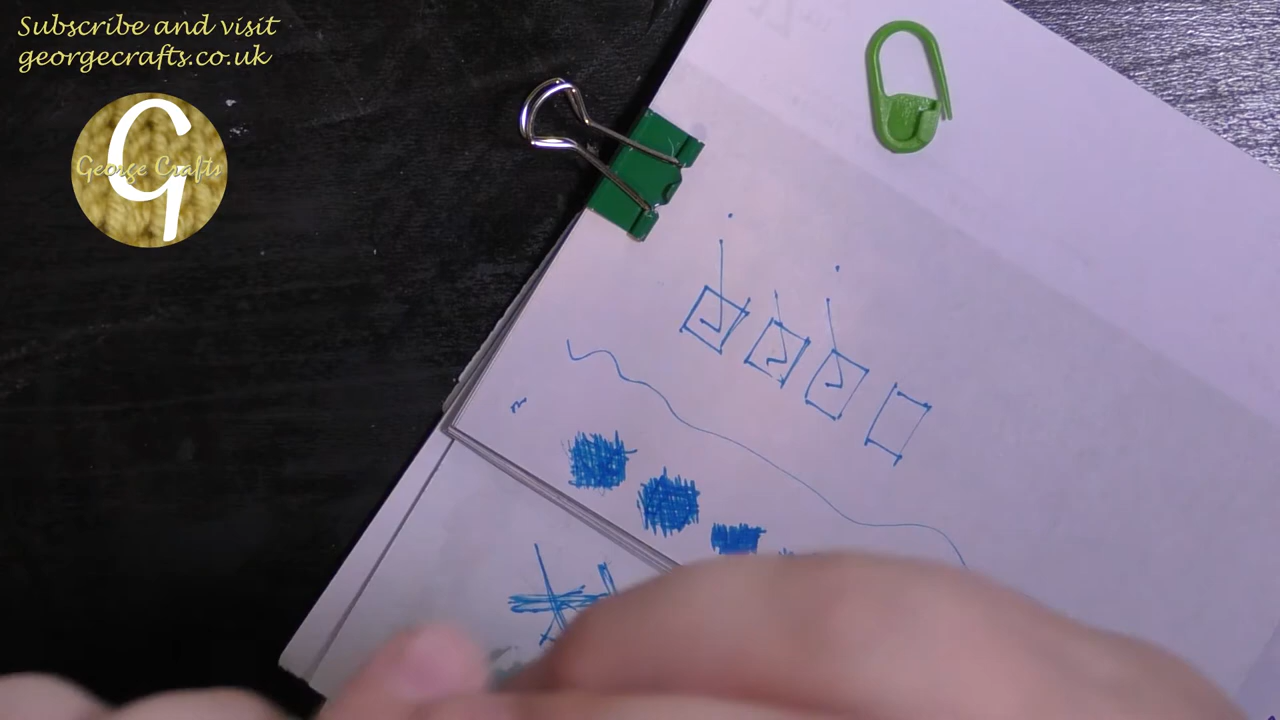 Subscribe and visit
georgecrafts.co.uk
George Crafts
G